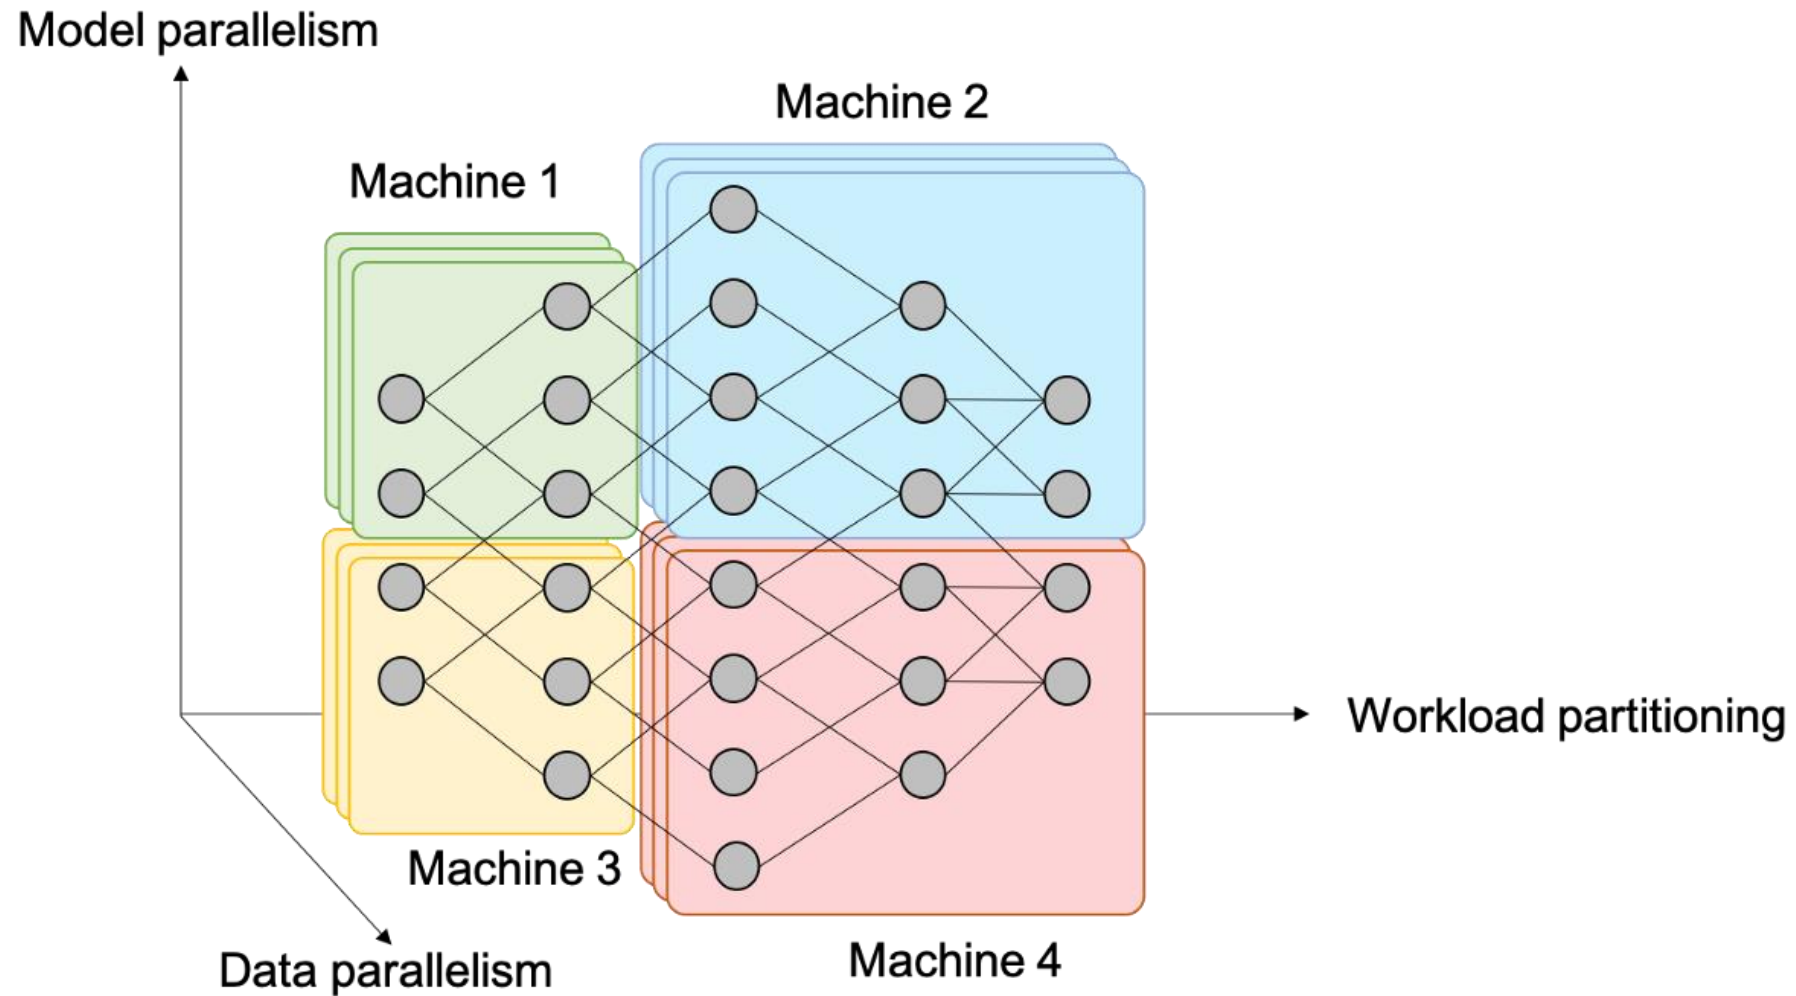 Model parallelism
Machine 2
Machine 1
Workload partitioning
Machine 3
Machine 4
Data parallelism